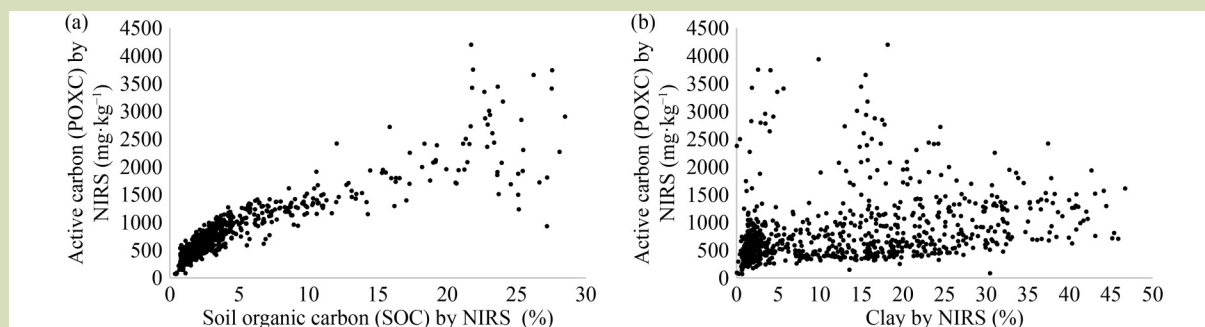 (a)
Active carbon (POXC) by
NIRS (mg·kg⁻¹)
4500
4000
3500
3000
2500
2000
1500
1000
500
0
0 5 10 15 20 25 30
Soil organic carbon (SOC) by NIRS (%)
(b)
Active carbon (POXC) by
NIRS (mg·kg⁻¹)
4500
4000
3500
3000
2500
2000
1500
1000
500
0
0 5 10 15 20 25 30 35 40 45 50
Clay by NIRS (%)